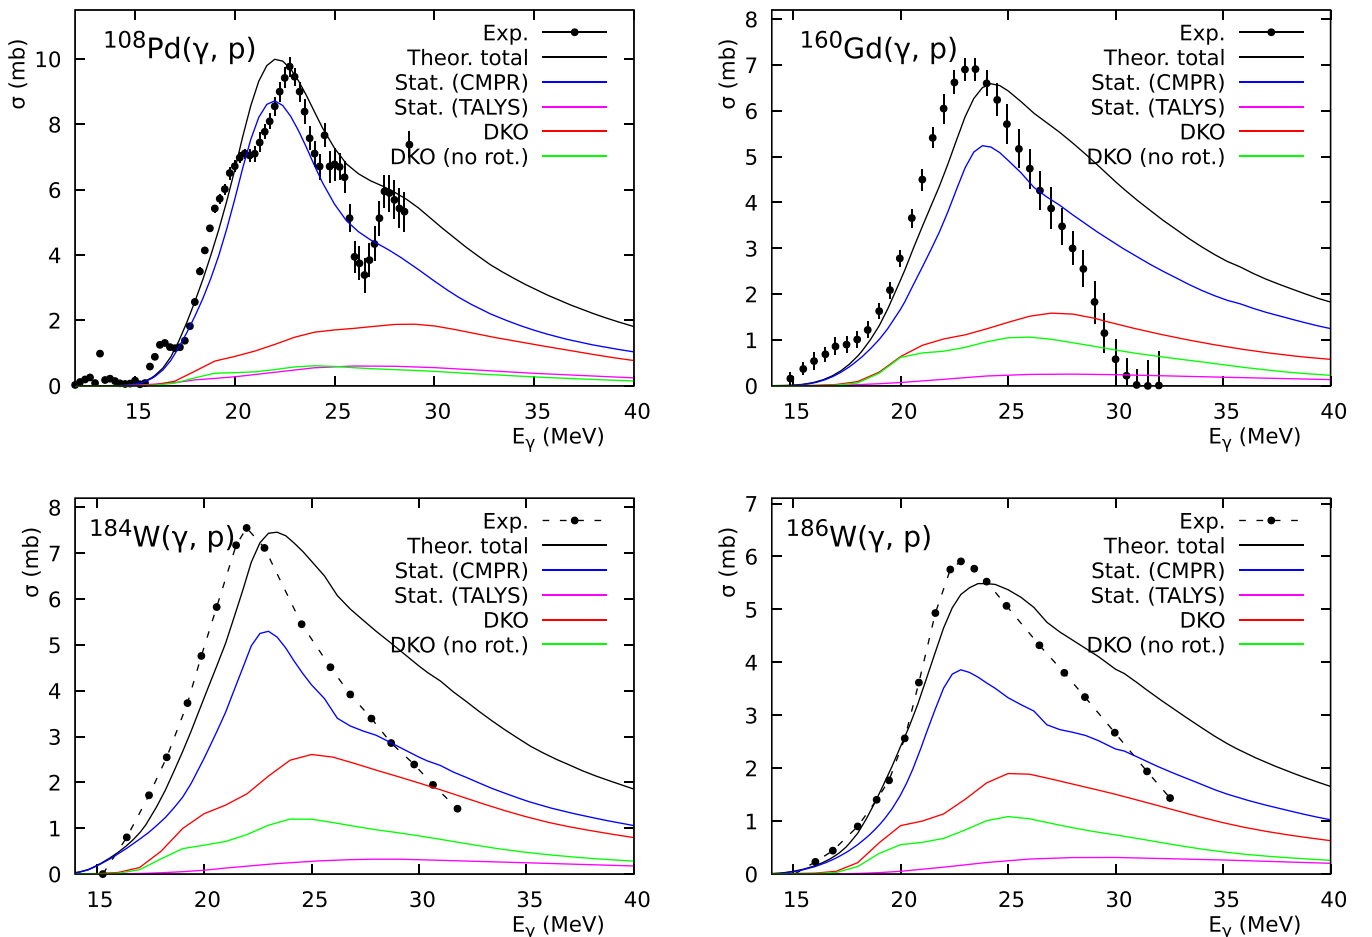 ¹⁰⁸Pd(γ, p)
σ (mb)
Exp.
Theor. total
Stat. (CMPR)
Stat. (TALYS)
DKO
DKO (no rot.)
10
8
6
4
2
0
15 20 25 30 35 40
E_γ (MeV)
¹⁶⁰Gd(γ, p)
σ (mb)
Exp.
Theor. total
Stat. (CMPR)
Stat. (TALYS)
DKO
DKO (no rot.)
8
7
6
5
4
3
2
1
0
15 20 25 30 35 40
E_γ (MeV)
¹⁸⁴W(γ, p)
σ (mb)
Exp.
Theor. total
Stat. (CMPR)
Stat. (TALYS)
DKO
DKO (no rot.)
8
7
6
5
4
3
2
1
0
15 20 25 30 35 40
E_γ (MeV)
¹⁸⁶W(γ, p)
σ (mb)
Exp.
Theor. total
Stat. (CMPR)
Stat. (TALYS)
DKO
DKO (no rot.)
7
6
5
4
3
2
1
0
15 20 25 30 35 40
E_γ (MeV)